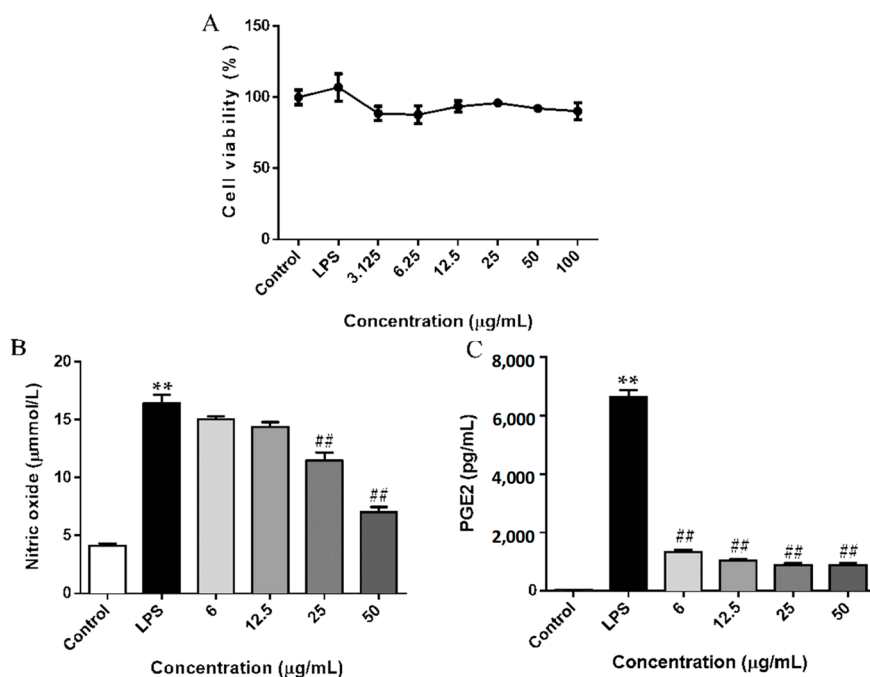 A
Cell viability (%)
150
100
50
0
Control
LPS
3.125
6.25
12.5
25
50
100
Concentration (μg/mL)
B
Nitric oxide (μmmol/L)
20
15
10
5
0
**
##
##
Control
LPS
6
12.5
25
50
Concentration (μg/mL)
C
PGE2 (pg/mL)
8,000
6,000
4,000
2,000
0
**
##
##
##
##
Control
LPS
6
12.5
25
50
Concentration (μg/mL)